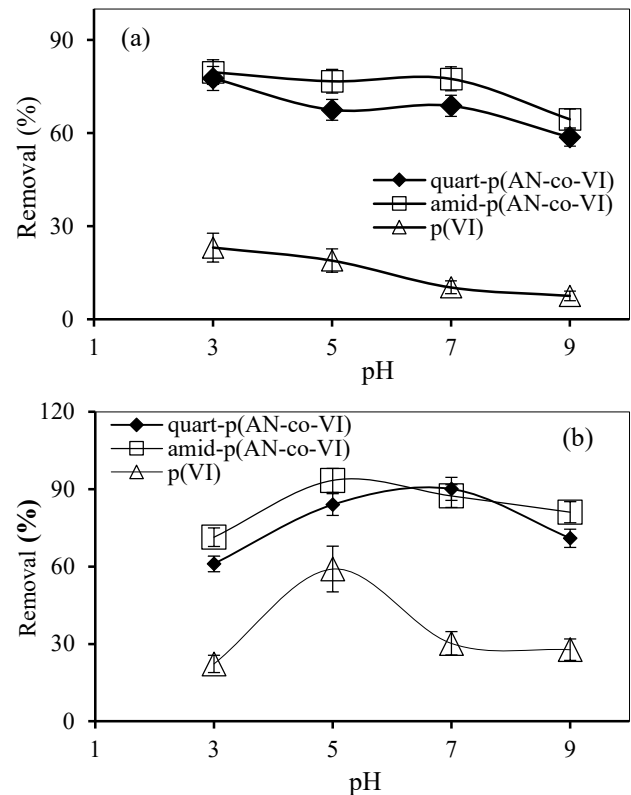 (a)
90
60
30
0
Removal (%)
quart-p(AN-co-VI)
amid-p(AN-co-VI)
p(VI)
1 3 5 7 9
pH
(b)
120
90
60
30
0
Removal (%)
quart-p(AN-co-VI)
amid-p(AN-co-VI)
p(VI)
1 3 5 7 9
pH